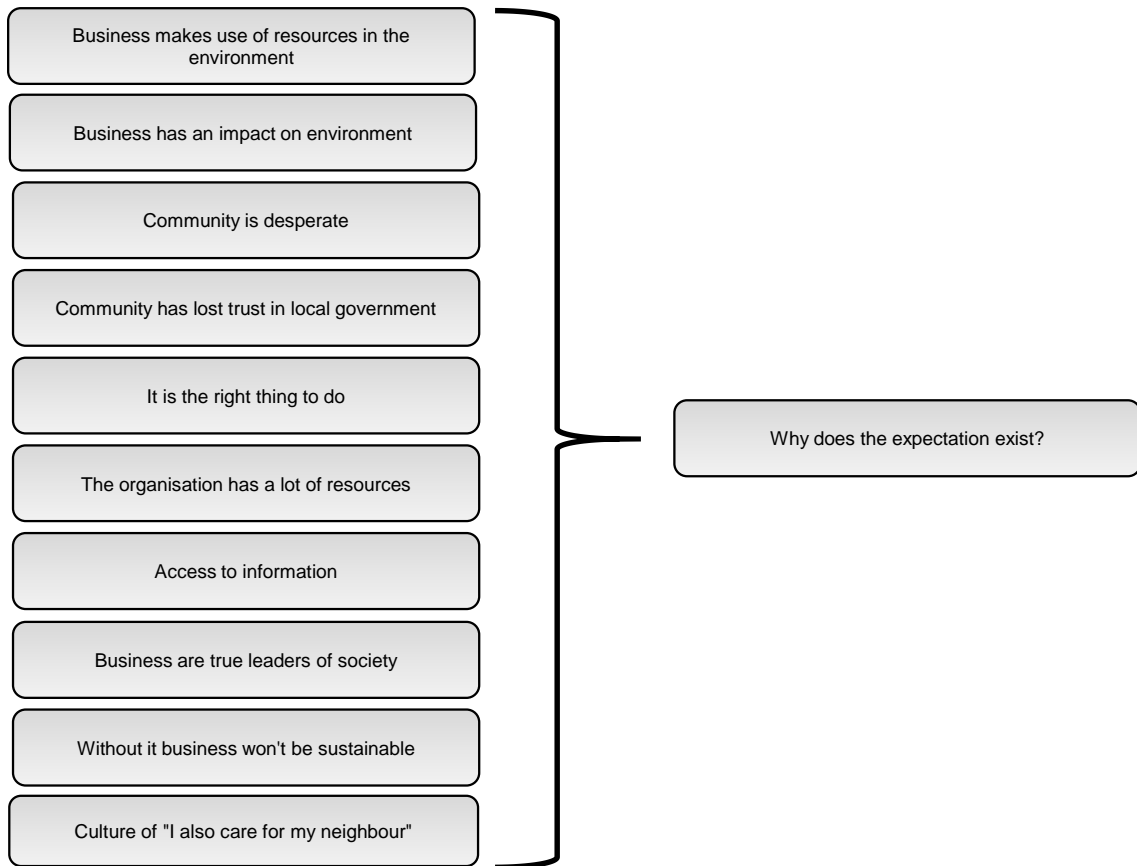 Business makes use of resources in the
environment
Business has an impact on environment
Community is desperate
Community has lost trust in local government
It is the right thing to do
The organisation has a lot of resources
Access to information
Business are true leaders of society
Without it business won't be sustainable
Culture of "I also care for my neighbour"
Why does the expectation exist?